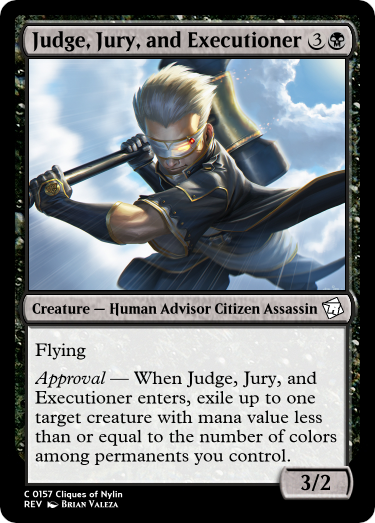 Judge, Jury, and Executioner 3
Creature — Human Advisor Citizen Assassin
Flying
Approval — When Judge, Jury, and
Executioner enters, exile up to one
target creature with mana value less
than or equal to the number of colors
among permanents you control.
3/2
C 0157 Cliques of Nylin
REV Brian Valeza